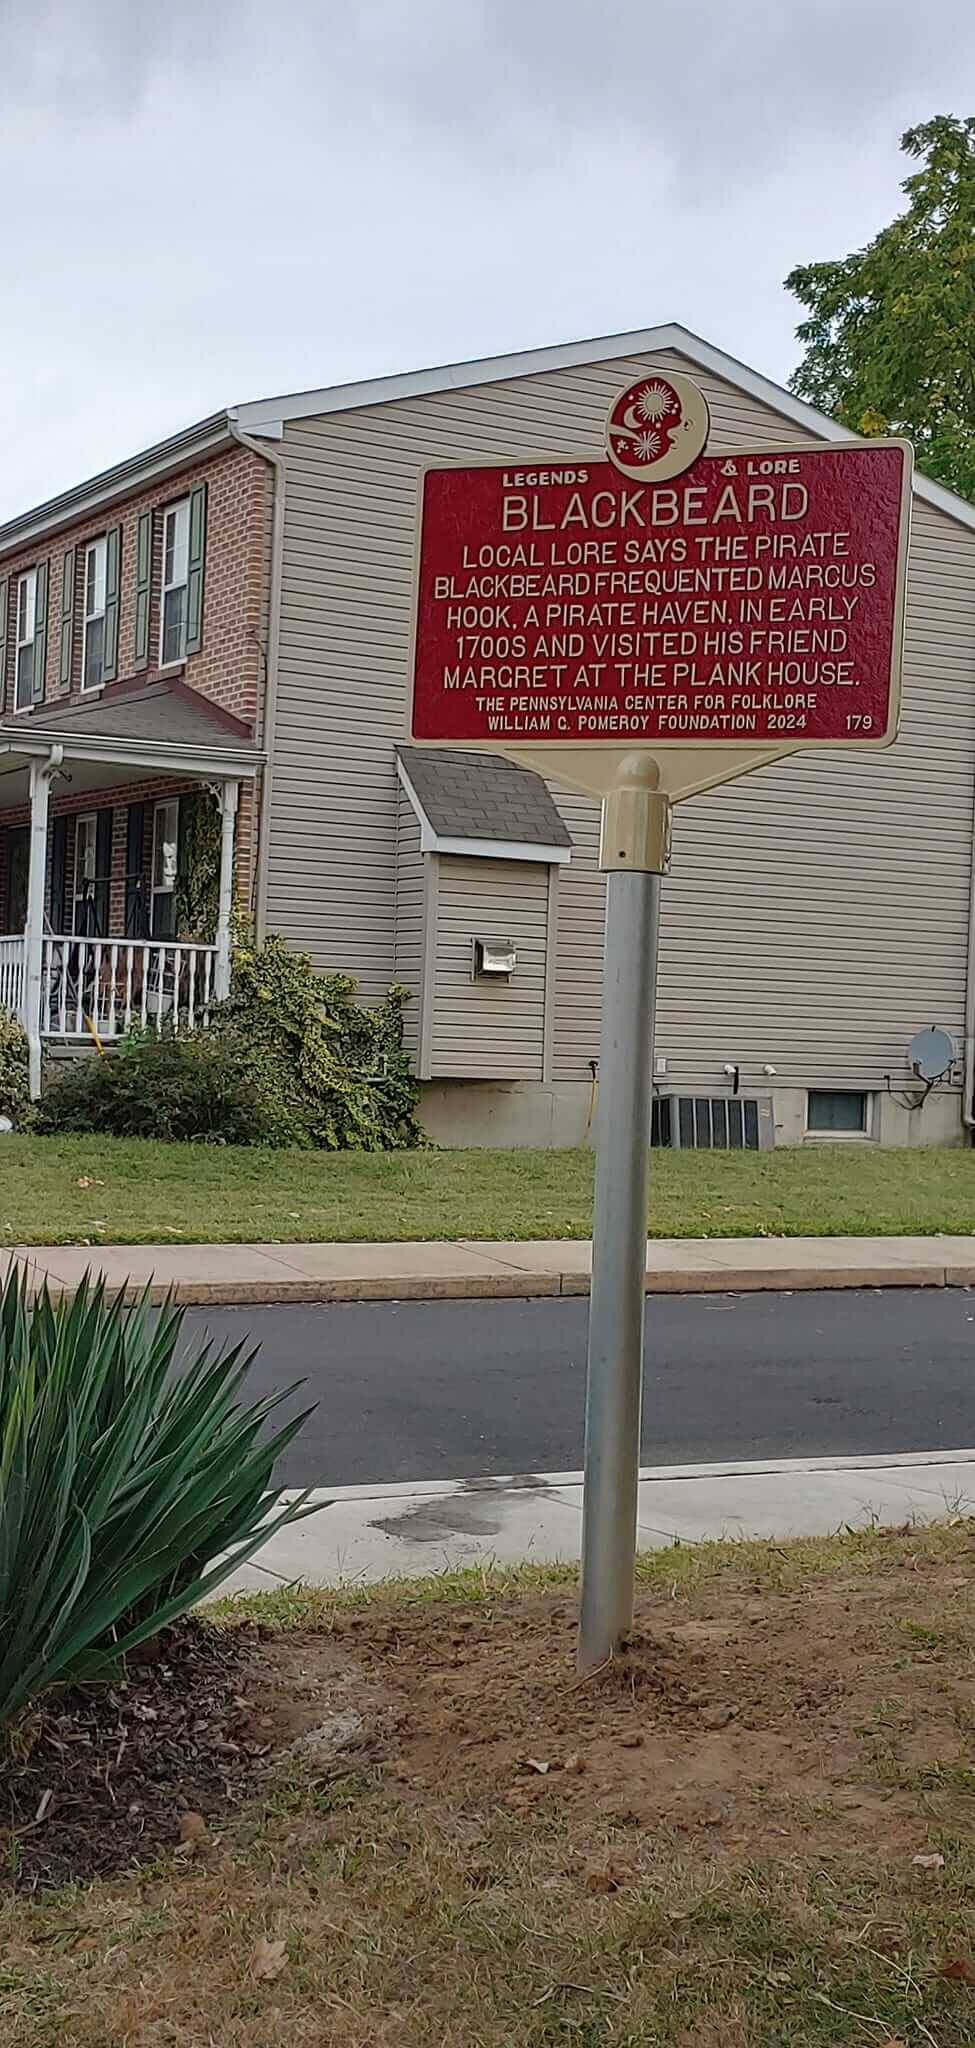 LEGENDS & LORE
BLACKBEARD
LOCAL LORE SAYS THE PIRATE
BLACKBEARD FREQUENTED MARCUS
HOOK, A PIRATE HAVEN, IN EARLY
1700S AND VISITED HIS FRIEND
MARGRET AT THE PLANK HOUSE.
THE PENNSYLVANIA CENTER FOR FOLKLORE
WILLIAM G. POMEROY FOUNDATION 2024 179